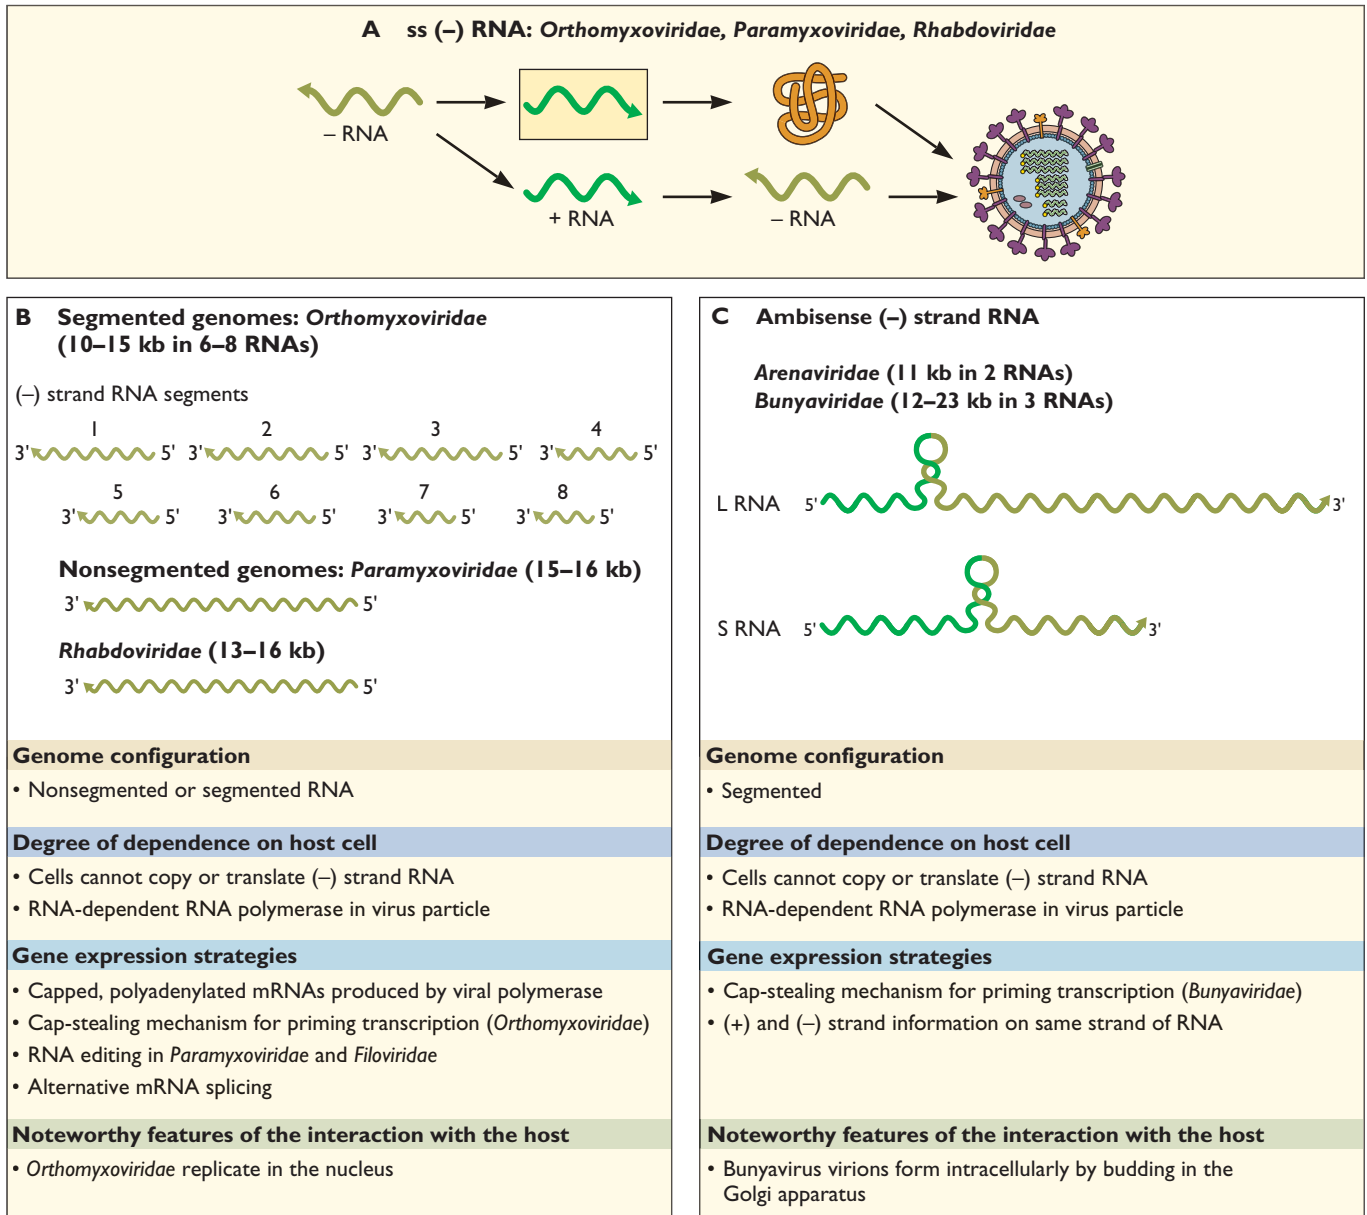 A ss (–) RNA: Orthomyxoviridae, Paramyxoviridae, Rhabdoviridae
– RNA
+ RNA
– RNA
B Segmented genomes: Orthomyxoviridae
(10–15 kb in 6–8 RNAs)
(–) strand RNA segments
1 2 3 4
3' 5' 3' 5' 3' 5' 3' 5'
5 6 7 8
3' 5' 3' 5' 3' 5' 3' 5'
Nonsegmented genomes: Paramyxoviridae (15–16 kb)
3' 5'
Rhabdoviridae (13–16 kb)
3' 5'
Genome configuration
• Nonsegmented or segmented RNA
Degree of dependence on host cell
• Cells cannot copy or translate (–) strand RNA
• RNA-dependent RNA polymerase in virus particle
Gene expression strategies
• Capped, polyadenylated mRNAs produced by viral polymerase
• Cap-stealing mechanism for priming transcription (Orthomyxoviridae)
• RNA editing in Paramyxoviridae and Filoviridae
• Alternative mRNA splicing
Noteworthy features of the interaction with the host
• Orthomyxoviridae replicate in the nucleus
C Ambisense (–) strand RNA
Arenaviridae (11 kb in 2 RNAs)
Bunyaviridae (12–23 kb in 3 RNAs)
L RNA 5' 3'
S RNA 5' 3'
Genome configuration
• Segmented
Degree of dependence on host cell
• Cells cannot copy or translate (–) strand RNA
• RNA-dependent RNA polymerase in virus particle
Gene expression strategies
• Cap-stealing mechanism for priming transcription (Bunyaviridae)
• (+) and (–) strand information on same strand of RNA
Noteworthy features of the interaction with the host
• Bunyavirus virions form intracellularly by budding in the
Golgi apparatus